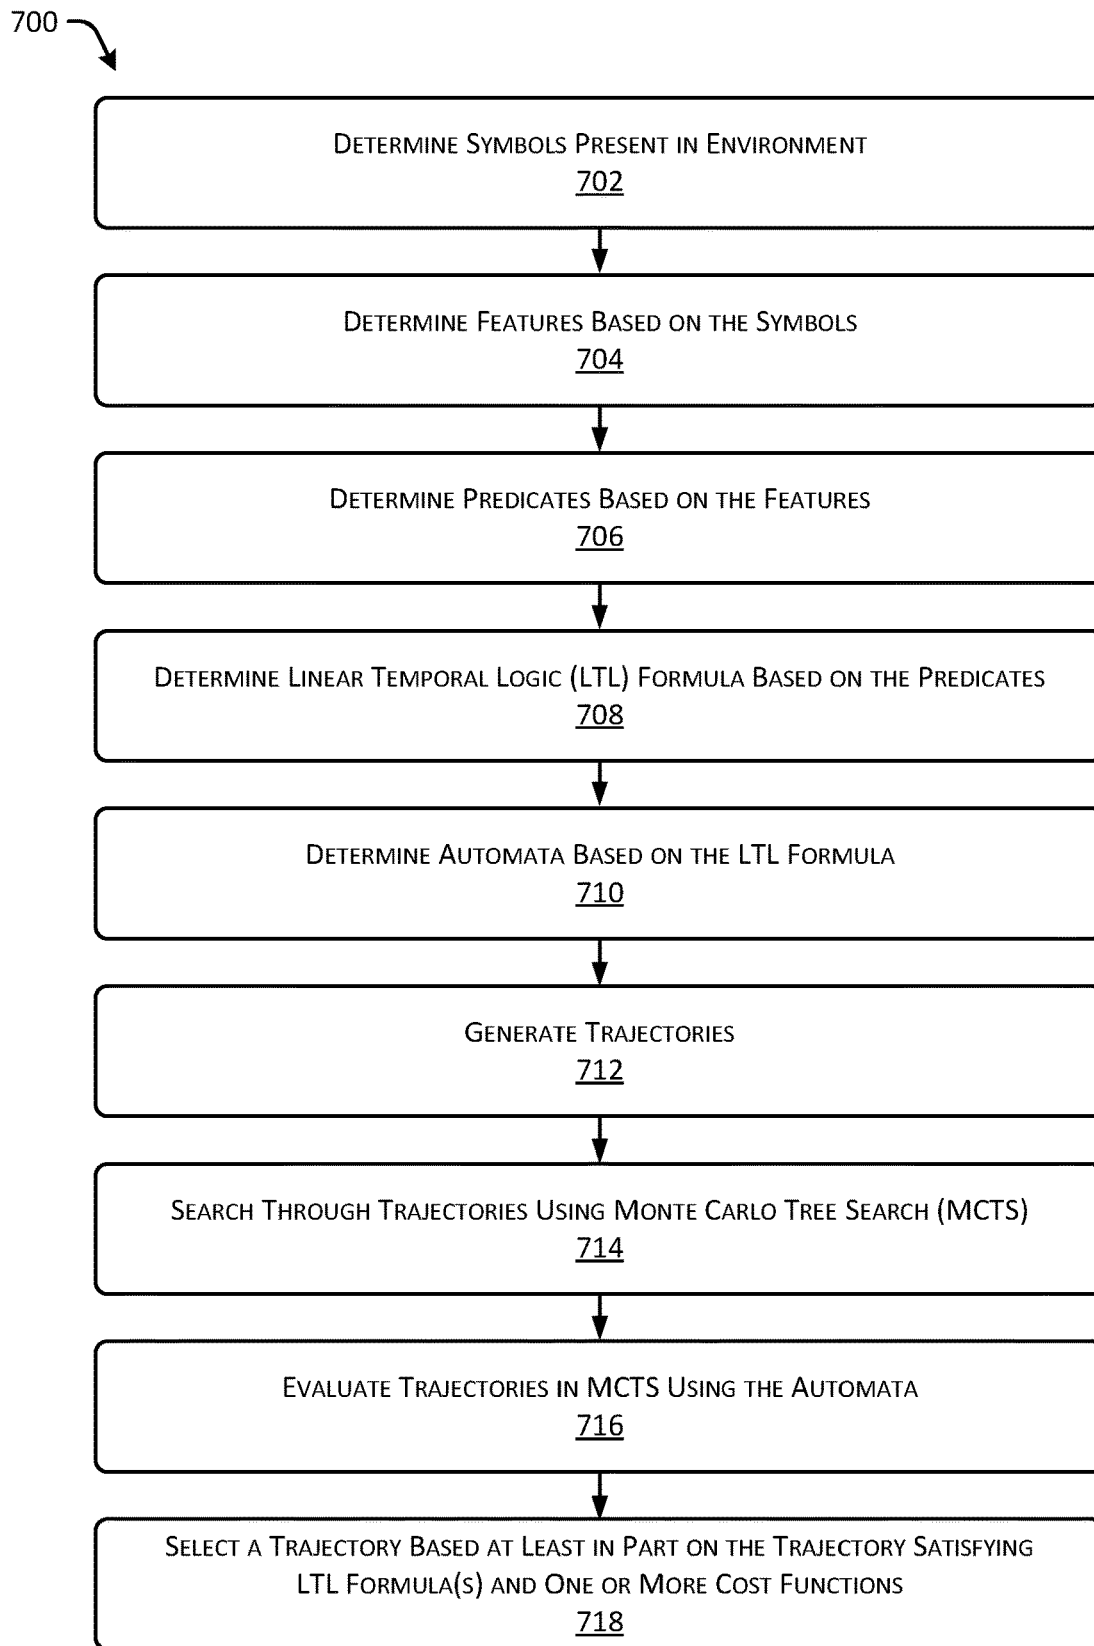 700
DETERMINE SYMBOLS PRESENT IN ENVIRONMENT
702
DETERMINE FEATURES BASED ON THE SYMBOLS
704
DETERMINE PREDICATES BASED ON THE FEATURES
706
DETERMINE LINEAR TEMPORAL LOGIC (LTL) FORMULA BASED ON THE PREDICATES
708
DETERMINE AUTOMATA BASED ON THE LTL FORMULA
710
GENERATE TRAJECTORIES
712
SEARCH THROUGH TRAJECTORIES USING MONTE CARLO TREE SEARCH (MCTS)
714
EVALUATE TRAJECTORIES IN MCTS USING THE AUTOMATA
716
SELECT A TRAJECTORY BASED AT LEAST IN PART ON THE TRAJECTORY SATISFYING
LTL FORMULA(S) AND ONE OR MORE COST FUNCTIONS
718